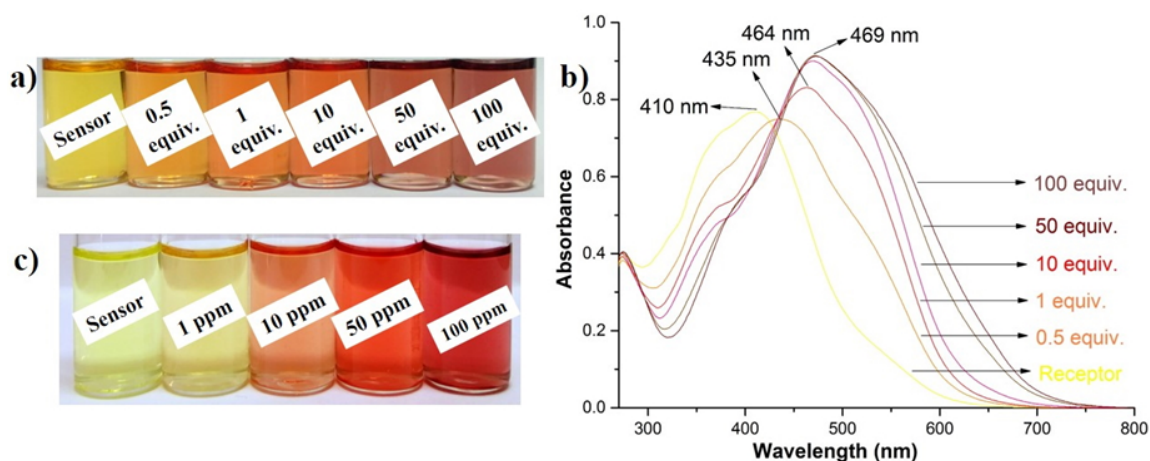 a)
Sensor
0.5
equiv.
1
equiv.
10
equiv.
50
equiv.
100
equiv.
c)
Sensor
1 ppm
10 ppm
50 ppm
100 ppm
b)
464 nm
469 nm
435 nm
410 nm
1.0
0.8
0.6
0.4
0.2
0.0
Absorbance
100 equiv.
50 equiv.
10 equiv.
1 equiv.
0.5 equiv.
Receptor
300
400
500
600
700
800
Wavelength (nm)